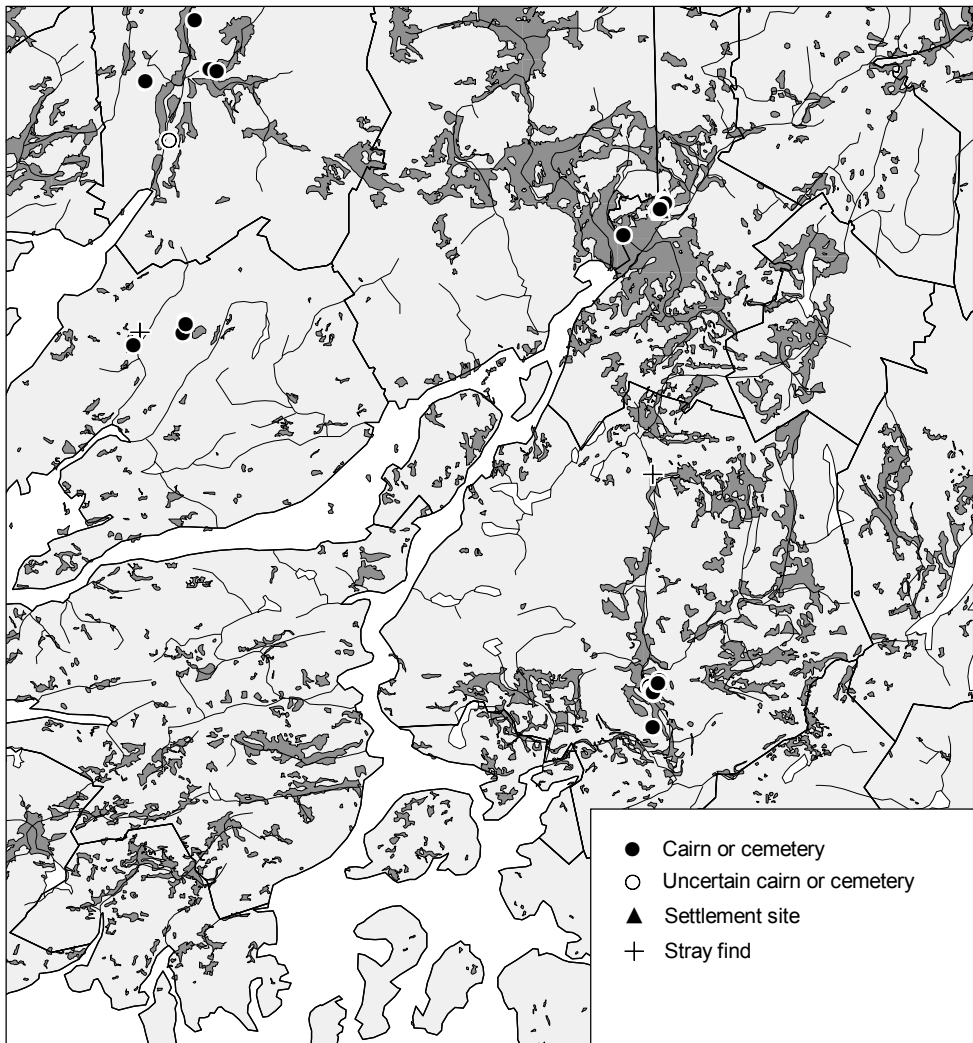 Cairn or cemetery
Uncertain cairn or cemetery
Settlement site
Stray find